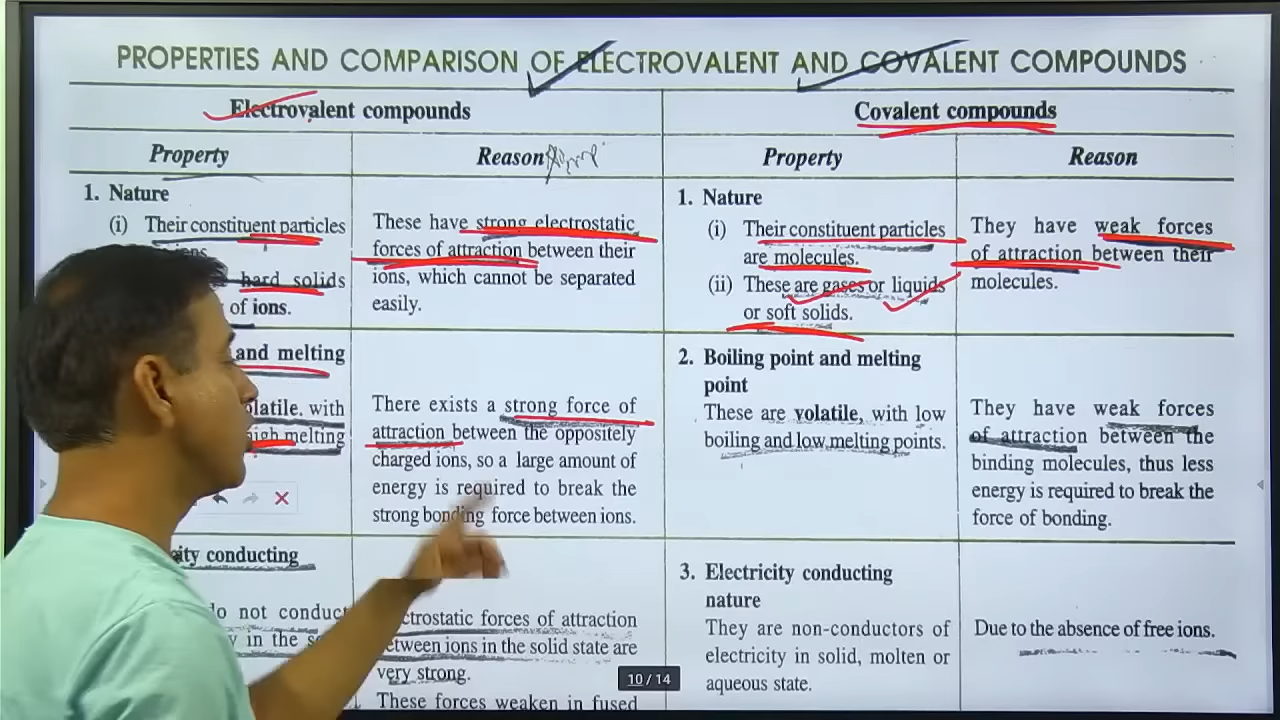 PROPERTIES AND COMPARISON OF ELECTROVALENT AND COVALENT COMPOUNDS
Electrovalent compounds
Covalent compounds
Property
Reason
Property
Reason
1. Nature
(i) Their constituent particles
hard solids
of ions.
These have strong electrostatic
forces of attraction between their
ions, which cannot be separated
easily.
1. Nature
(i) Their constituent particles
are molecules.
(ii) These are gases or liquids
or soft solids.
They have weak forces
of attraction between their
molecules.
and melting
with
high melting
There exists a strong force of
attraction between the oppositely
charged ions, so a large amount of
energy is required to break the
strong bonding force between ions.
2. Boiling point and melting
point
These are volatile, with low
boiling and low melting points.
They have weak forces
of attraction between the
binding molecules, thus less
energy is required to break the
force of bonding.
conducting
do not conduct
in the
forces of attraction
between ions in the solid state are
very strong.
These forces weaken in fused
3. Electricity conducting
nature
They are non-conductors of
electricity in solid, molten or
aqueous state.
Due to the absence of free ions.
10 / 14